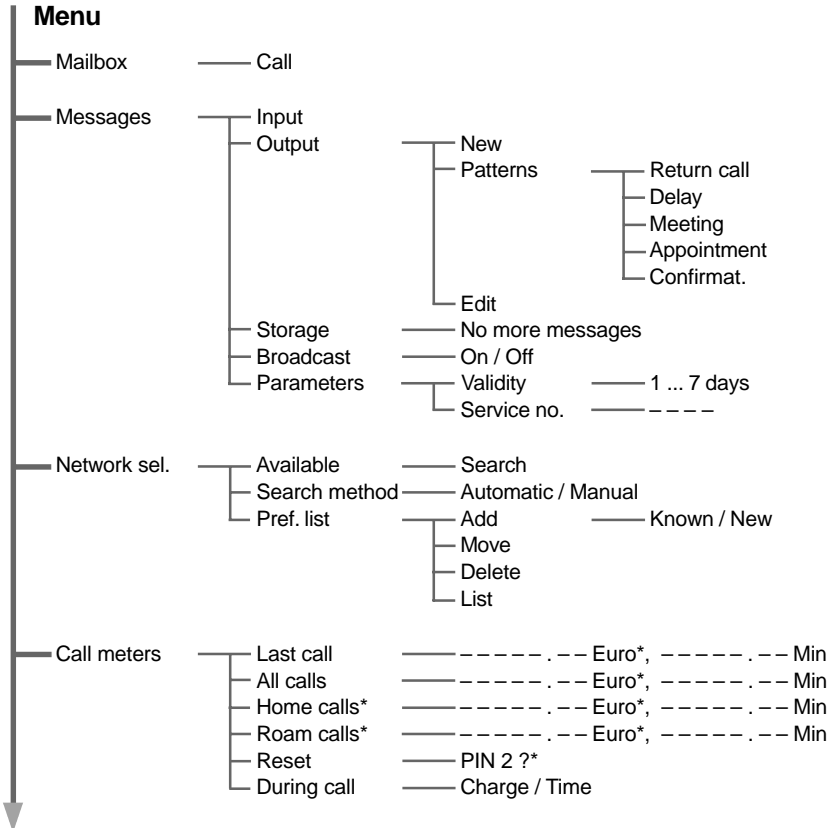 Menu
Mailbox Call
Messages Input
Output New
Patterns Return call
Delay
Meeting
Appointment
Confirmat.
Edit
Storage No more messages
Broadcast On / Off
Parameters Validity 1 ... 7 days
Service no. – – – –
Network sel. Available Search
Search method Automatic / Manual
Pref. list Add Known / New
Move
Delete
List
Call meters Last call – – – – – . – – Euro*, – – – – – . – – Min
All calls – – – – – . – – Euro*, – – – – – . – – Min
Home calls* – – – – – . – – Euro*, – – – – – . – – Min
Roam calls* – – – – – . – – Euro*, – – – – – . – – Min
Reset PIN 2 ?*
During call Charge / Time